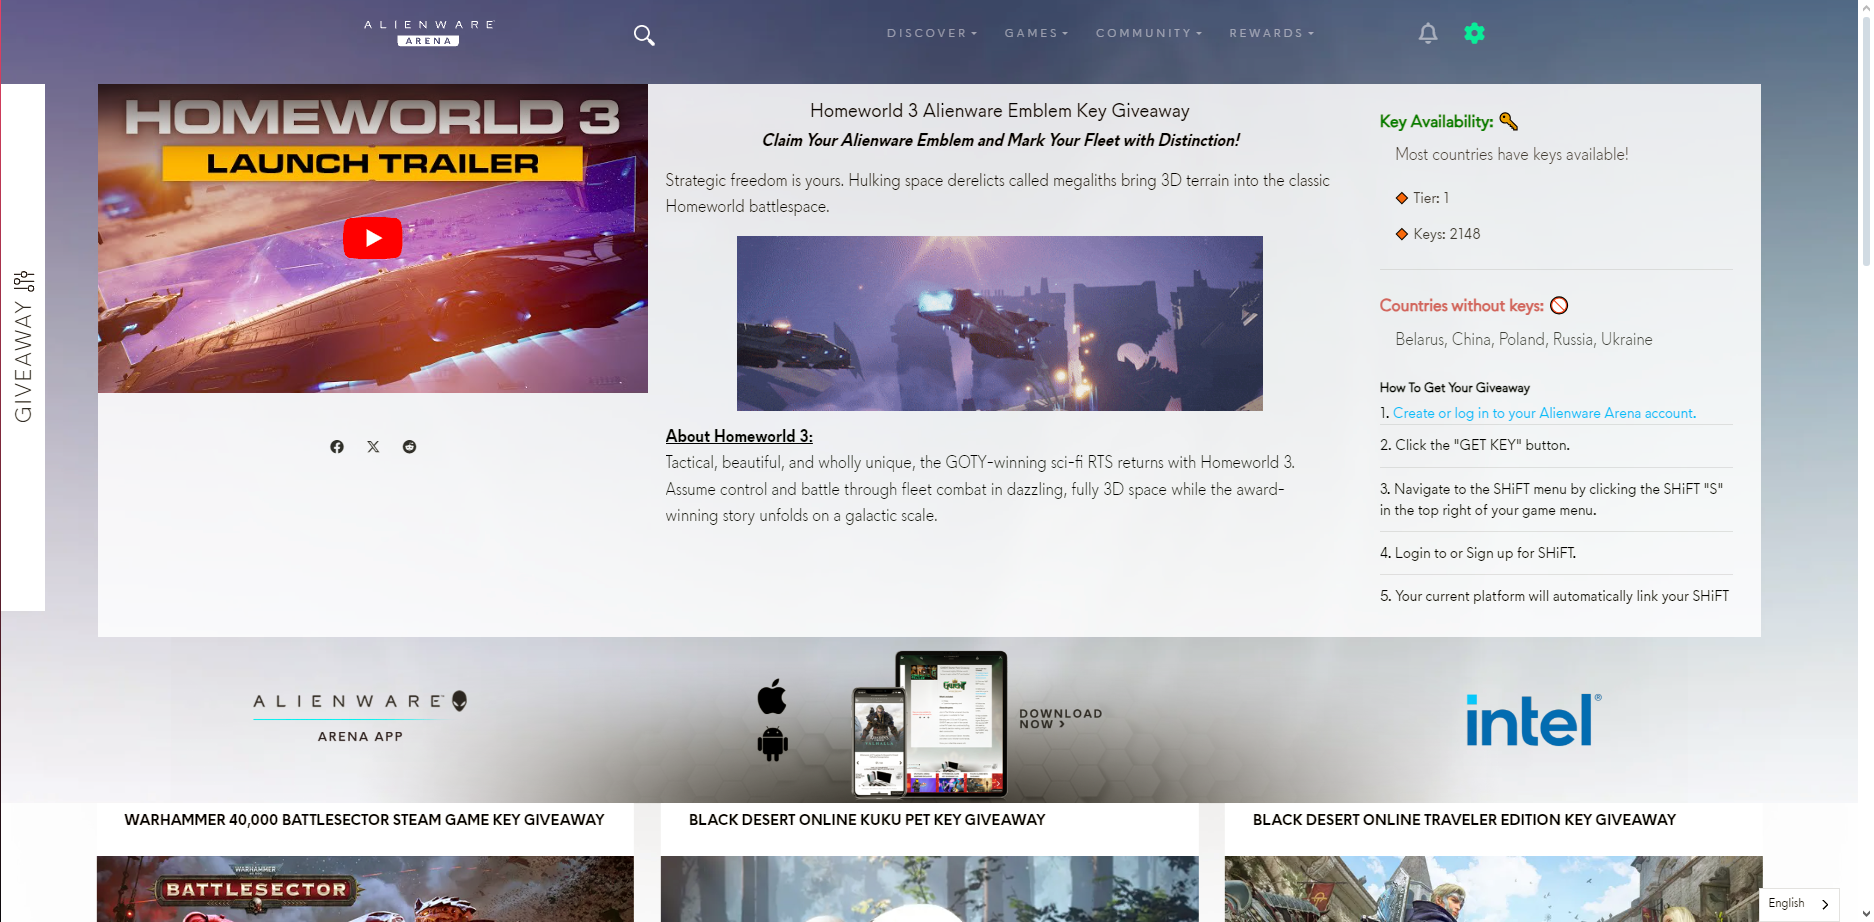 ALIENWARE
ARENA
DISCOVER
GAMES
COMMUNITY
REWARDS
GIVEAWAY
HOMEWORLD 3
LAUNCH TRAILER
Homeworld 3 Alienware Emblem Key Giveaway
Claim Your Alienware Emblem and Mark Your Fleet with Distinction!
Strategic freedom is yours. Hulking space derelicts called megaliths bring 3D terrain into the classic
Homeworld battlespace.
About Homeworld 3:
Tactical, beautiful, and wholly unique, the GOTY-winning sci-fi RTS returns with Homeworld 3.
Assume control and battle through fleet combat in dazzling, fully 3D space while the award-
winning story unfolds on a galactic scale.
Key Availability:
Most countries have keys available!
Tier: 1
Keys: 2148
Countries without keys:
Belarus, China, Poland, Russia, Ukraine
How To Get Your Giveaway
1. Create or log in to your Alienware Arena account.
2. Click the "GET KEY" button.
3. Navigate to the SHiFT menu by clicking the SHiFT "S"
in the top right of your game menu.
4. Login to or Sign up for SHiFT.
5. Your current platform will automatically link your SHiFT
ALIENWARE
ARENA APP
DOWNLOAD
NOW >
intel®
WARHAMMER 40,000 BATTLESECTOR STEAM GAME KEY GIVEAWAY
BLACK DESERT ONLINE KUKU PET KEY GIVEAWAY
BLACK DESERT ONLINE TRAVELER EDITION KEY GIVEAWAY
WARHAMMER
BATTLESECTOR
English